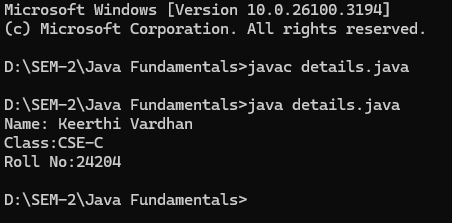 Microsoft Windows [Version 10.0.26100.3194]
(c) Microsoft Corporation. All rights reserved.
D:\SEM-2\Java Fundamentals>javac details.java
D:\SEM-2\Java Fundamentals>java details.java
Name: Keerthi Vardhan
Class:CSE-C
Roll No:24204
D:\SEM-2\Java Fundamentals>